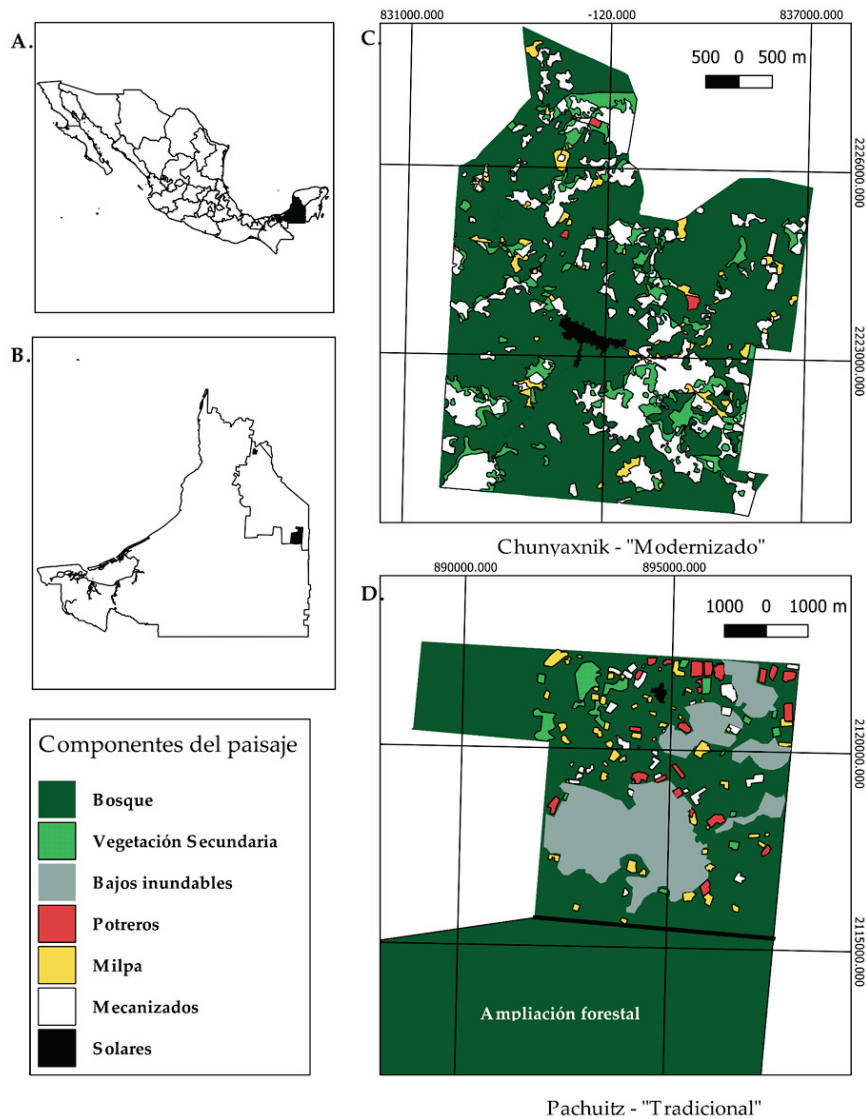 A.
B.
Componentes del paisaje
Bosque
Vegetación Secundaria
Bajos inundables
Potreros
Milpa
Mecanizados
Solares
C.
831000.000
-120.000
837000.000
500 0 500 m
2226000.000
2223000.000
Chunyaxnik - "Modernizado"
D.
890000.000
895000.000
1000 0 1000 m
2120000.000
2115000.000
Ampliación forestal
Pachuitz - "Tradicional"